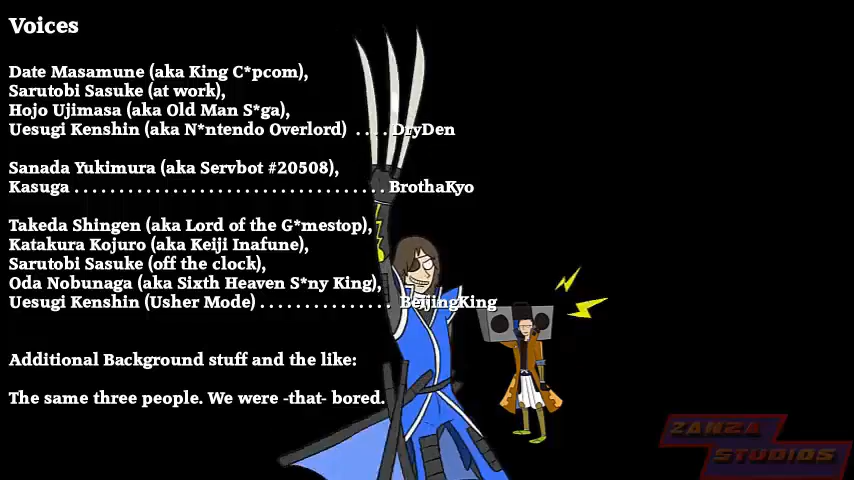 Voices
Date Masamune (aka King C*pcom),
Sarutobi Sasuke (at work),
Hojo Ujimasa (aka Old Man S*ga),
Uesugi Kenshin (aka N*ntendo Overlord) . . . . DryDen
Sanada Yukimura (aka Servbot #20508),
Kasuga . . . . . . . . . . . . . . . . . . . . . . . . . . . . . . . . . BrothaKyo
Takeda Shingen (aka Lord of the G*mestop),
Katakura Kojuro (aka Keiji Inafune),
Sarutobi Sasuke (off the clock),
Oda Nobunaga (aka Sixth Heaven S*ny King),
Uesugi Kenshin (Usher Mode) . . . . . . . . . . . . . . BeijingKing
Additional Background stuff and the like:
The same three people. We were -that- bored.
ZANZA
STUDIOS